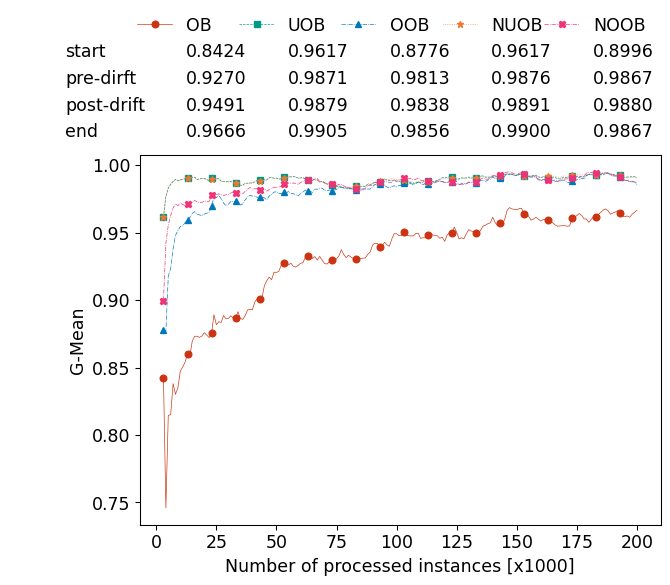 OB UOB OOB NUOB NOOB
start 0.8424 0.9617 0.8776 0.9617 0.8996
pre-dirft 0.9270 0.9871 0.9813 0.9876 0.9867
post-drift 0.9491 0.9879 0.9838 0.9891 0.9880
end 0.9666 0.9905 0.9856 0.9900 0.9867
1.00
0.95
0.90
0.85
0.80
0.75
G-Mean
0 25 50 75 100 125 150 175 200
Number of processed instances [x1000]